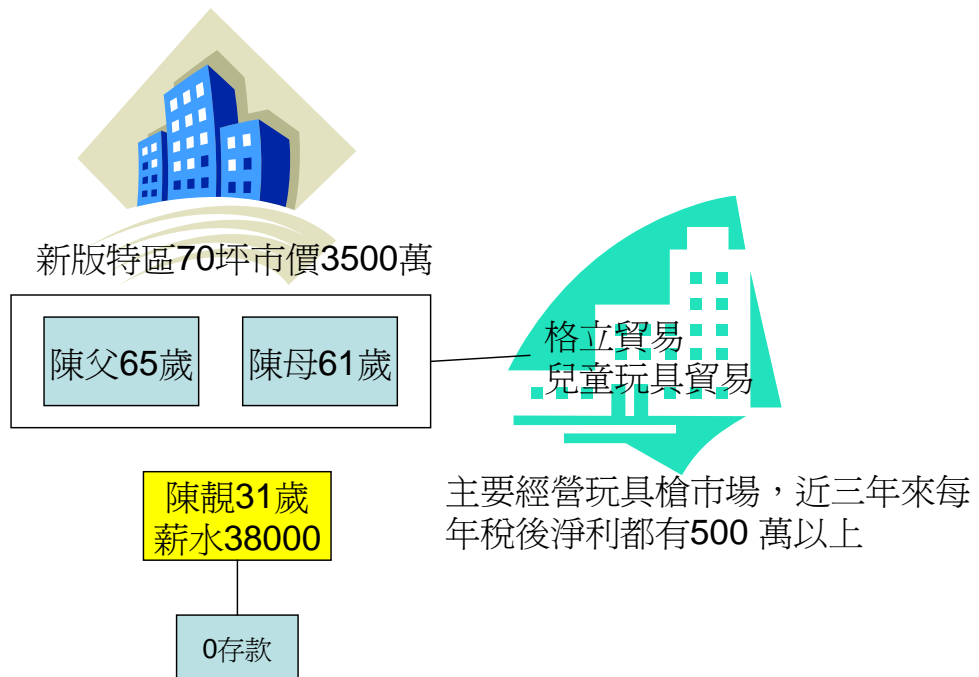 新版特區70坪市價3500萬
陳父65歲
陳母61歲
格立貿易
兒童玩具貿易
陳靚31歲
薪水38000
主要經營玩具槍市場，近三年來每
年稅後淨利都有500 萬以上
0存款